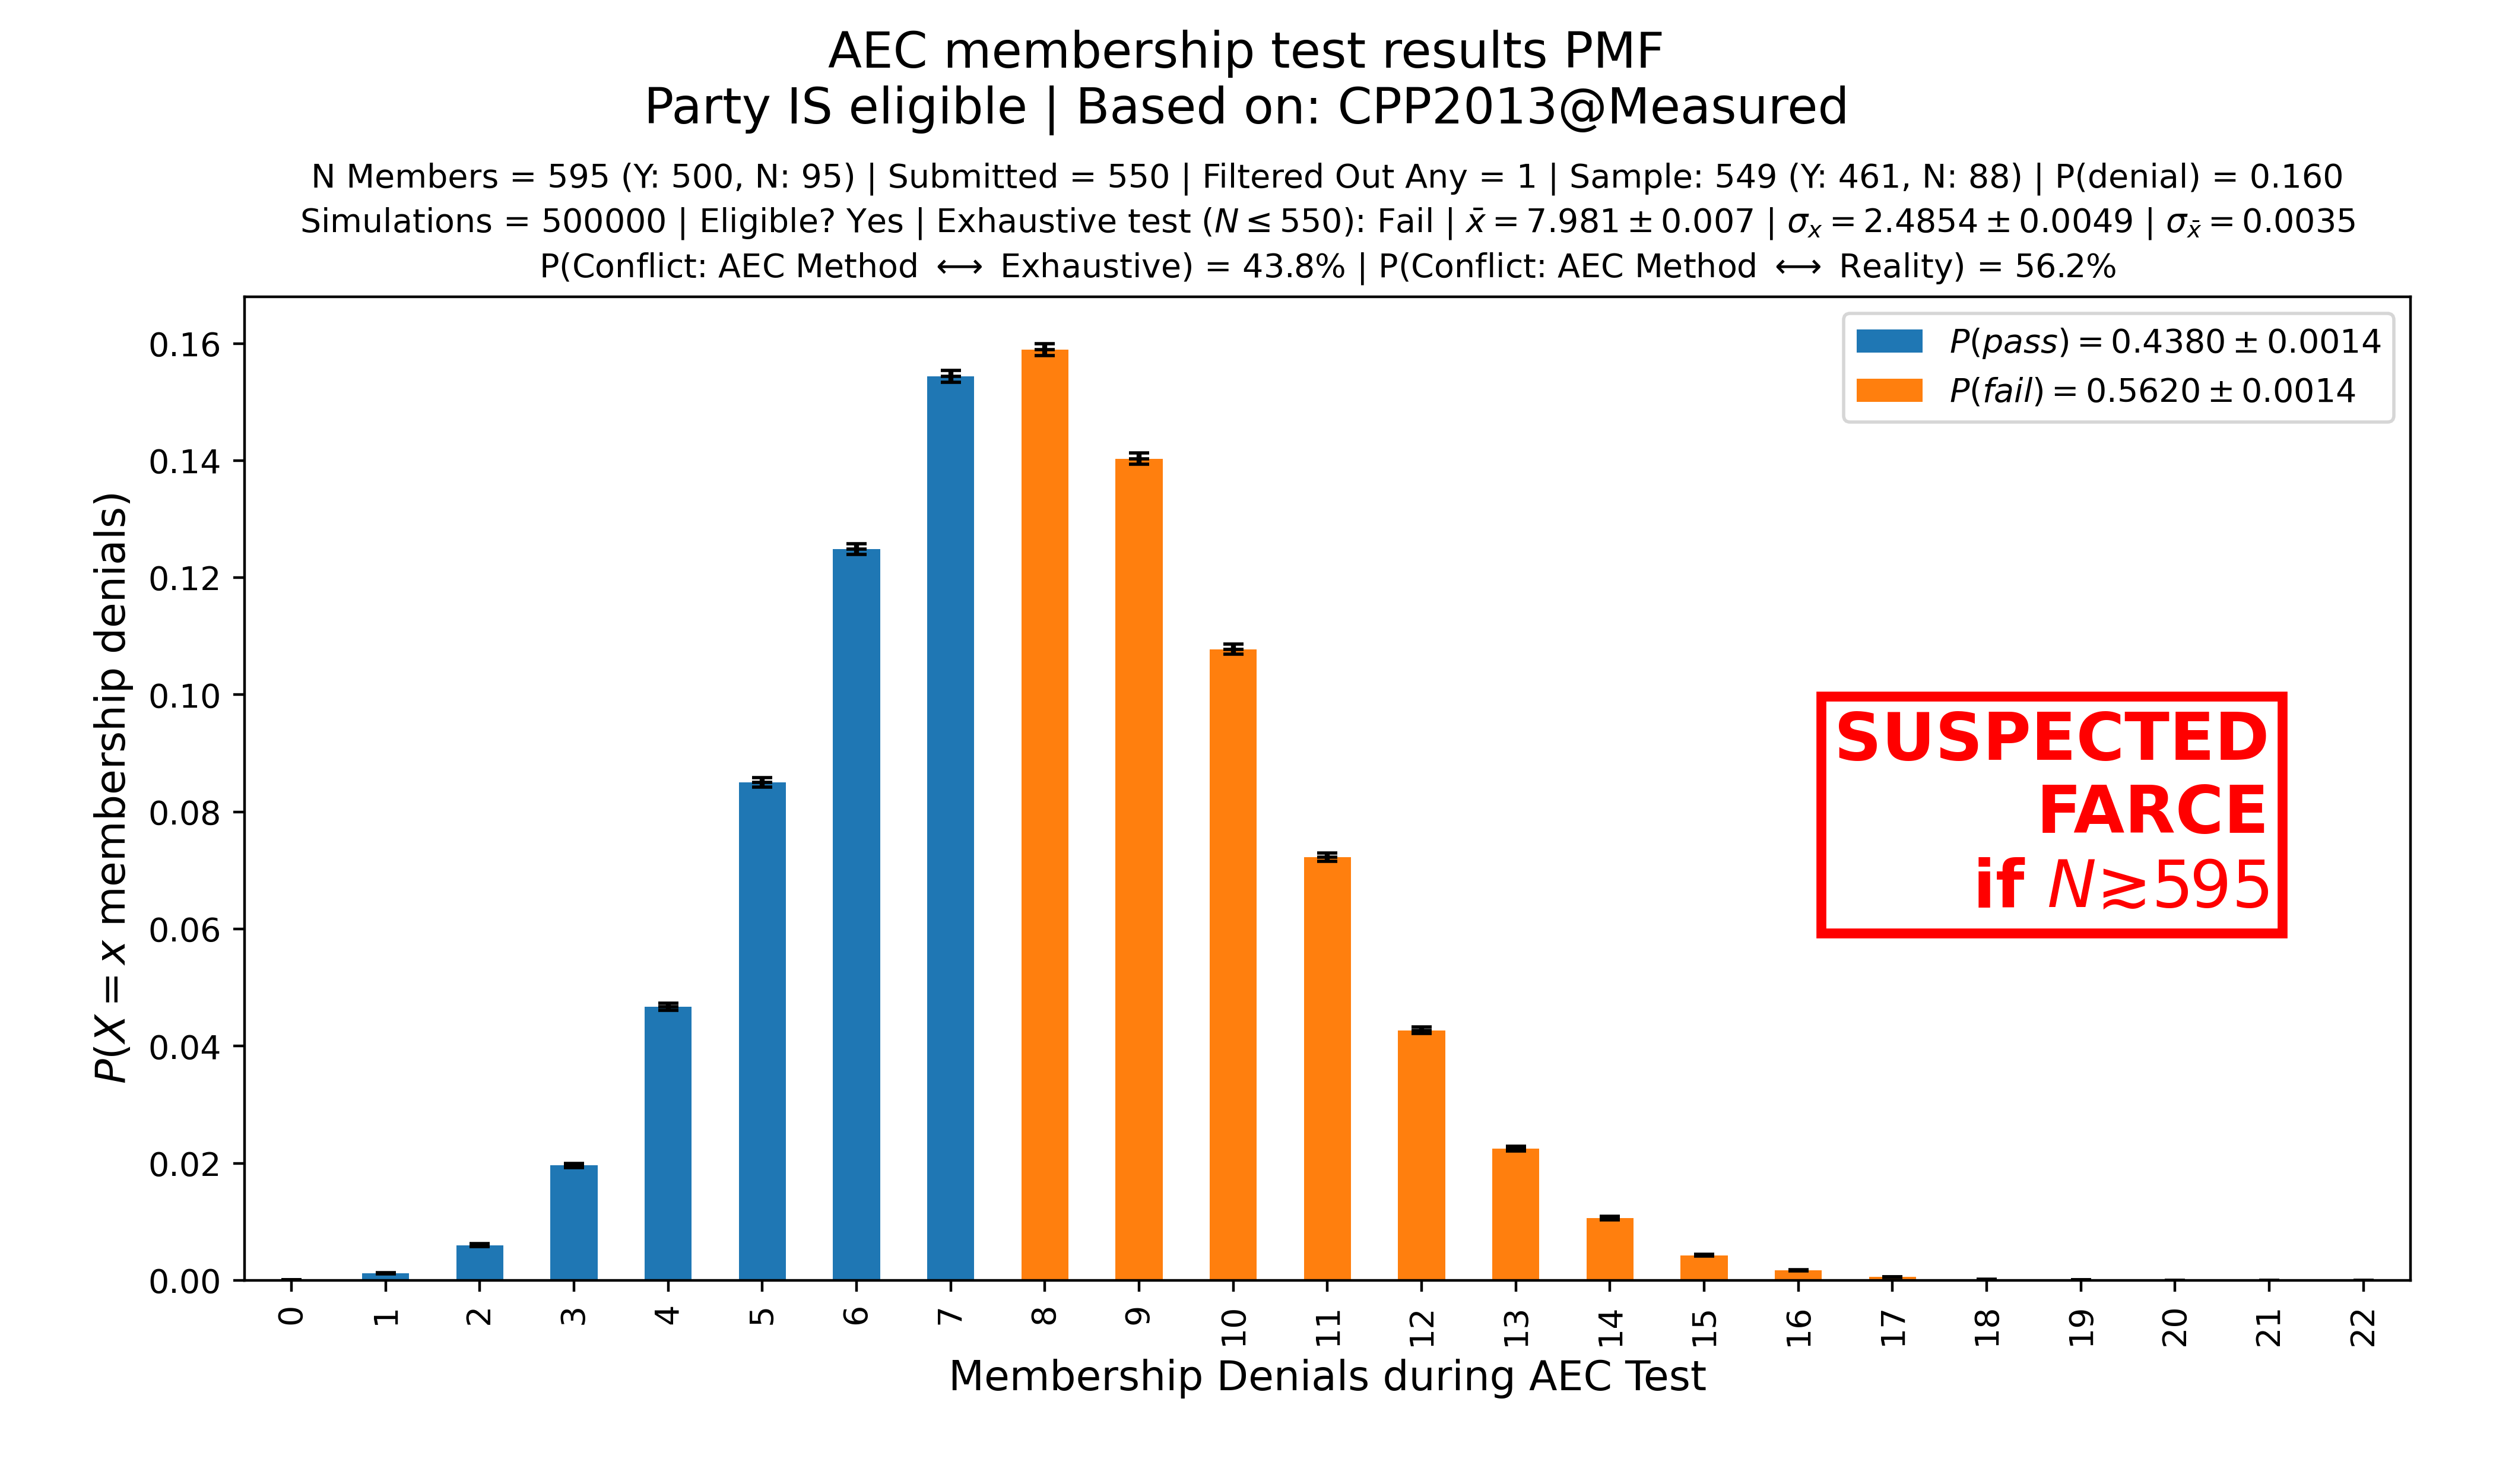 AEC membership test results PMF
Party IS eligible | Based on: CPP2013@Measured
N Members = 595 (Y: 500, N: 95) | Submitted = 550 | Filtered Out Any = 1 | Sample: 549 (Y: 461, N: 88) | P(denial) = 0.160
Simulations = 500000 | Eligible? Yes | Exhaustive test (N ≤ 550): Fail | x̄ = 7.981 ± 0.007 | σₓ = 2.4854 ± 0.0049 | σ_x̄ = 0.0035
P(Conflict: AEC Method ⟷ Exhaustive) = 43.8% | P(Conflict: AEC Method ⟷ Reality) = 56.2%
P(pass) = 0.4380 ± 0.0014
P(fail) = 0.5620 ± 0.0014
SUSPECTED
FARCE
if N ⪆ 595
P(X = x membership denials)
0.16
0.14
0.12
0.10
0.08
0.06
0.04
0.02
0.00
0 1 2 3 4 5 6 7 8 9 10 11 12 13 14 15 16 17 18 19 20 21 22
Membership Denials during AEC Test